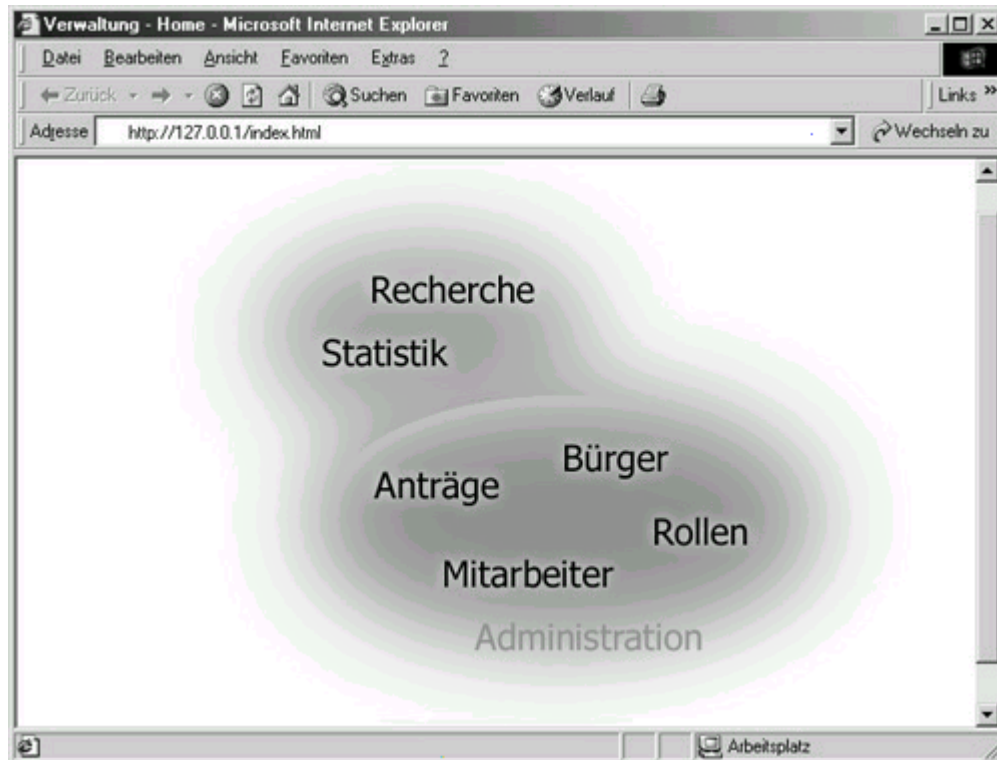 Verwaltung - Home - Microsoft Internet Explorer
Datei Bearbeiten Ansicht Favoriten Extras ?
Zurück Suchen Favoriten Verlauf Links »
Adresse http://127.0.0.1/index.html Wechseln zu
Recherche
Statistik
Bürger
Anträge
Rollen
Mitarbeiter
Administration
Arbeitsplatz